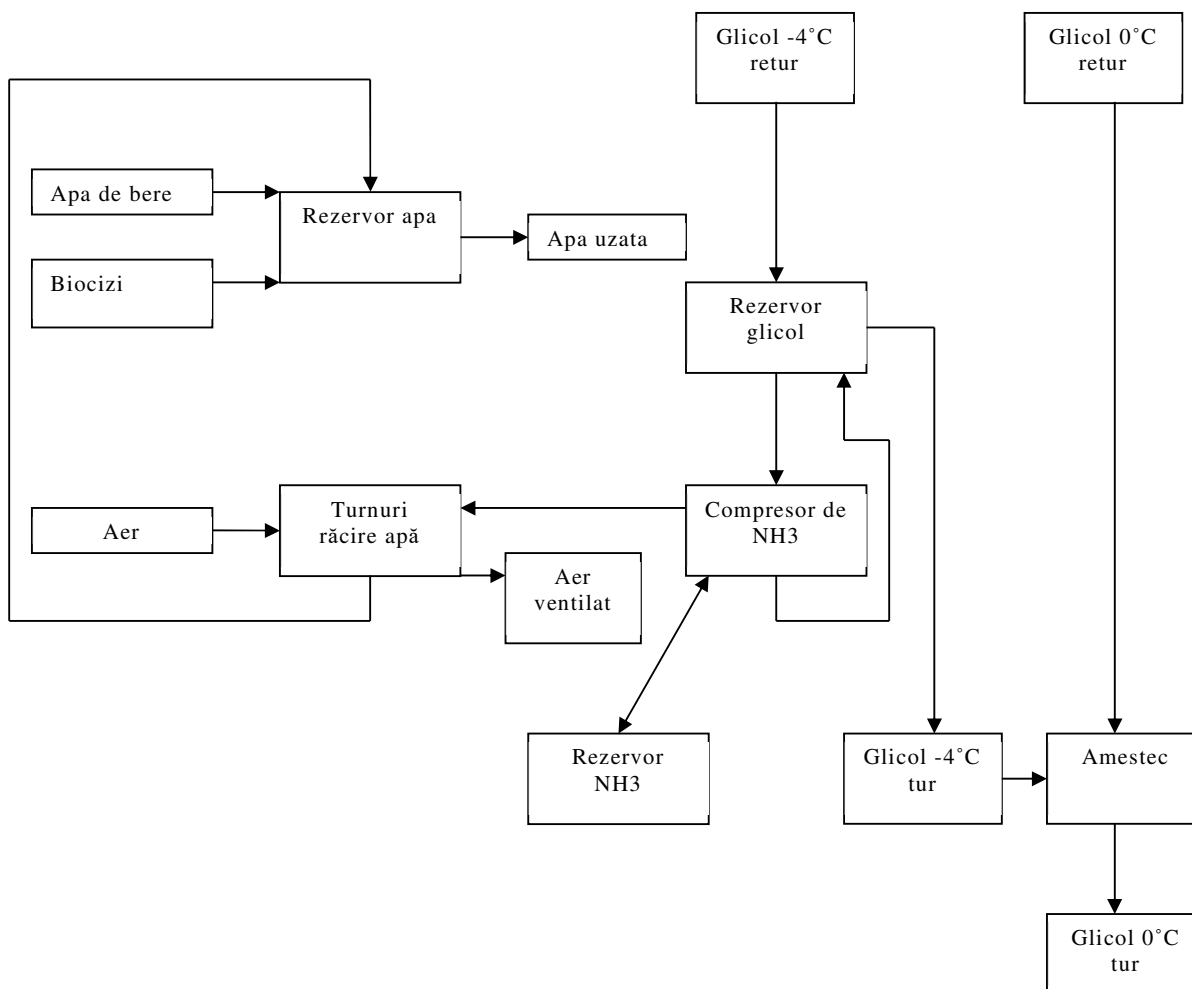 Glicol -4˚C
retur
Glicol 0˚C
retur
Apa de bere
Rezervor apa
Apa uzata
Biocizi
Rezervor
glicol
Aer
Turnuri
răcire apă
Compresor de
NH3
Aer
ventilat
Rezervor
NH3
Glicol -4˚C
tur
Amestec
Glicol 0˚C
tur